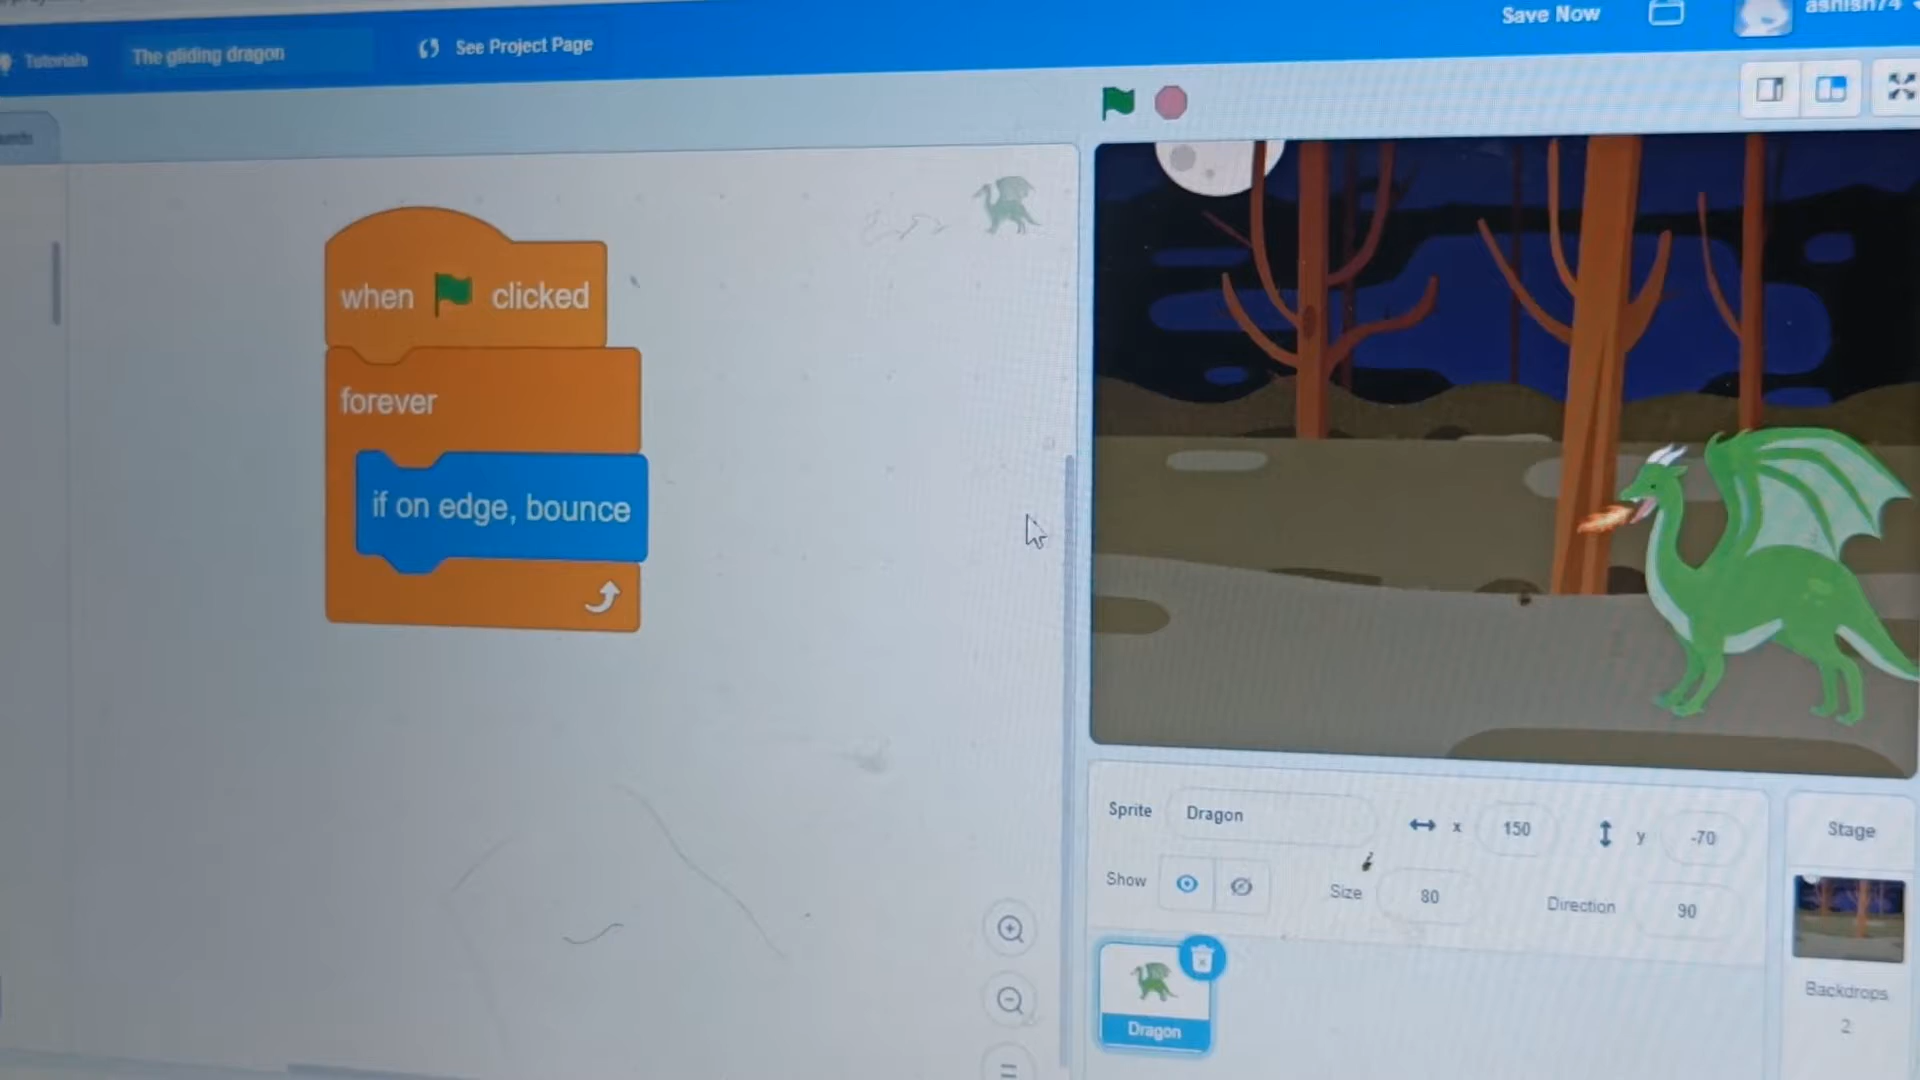 Save Now
Tutorials
The gliding dragon
See Project Page
when clicked
forever
if on edge, bounce
Sprite
Dragon
x
150
y
-70
Show
Size
80
Direction
90
Dragon
Stage
Backdrops
2